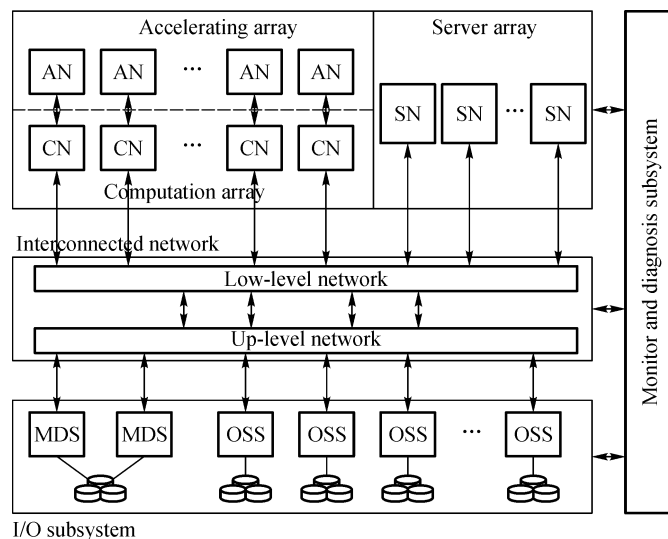 Accelerating array
Server array
AN AN ... AN AN
SN SN ... SN
CN CN ... CN CN
Computation array
Interconnected network
Low-level network
Up-level network
MDS MDS OSS OSS OSS ... OSS
I/O subsystem
Monitor and diagnosis subsystem